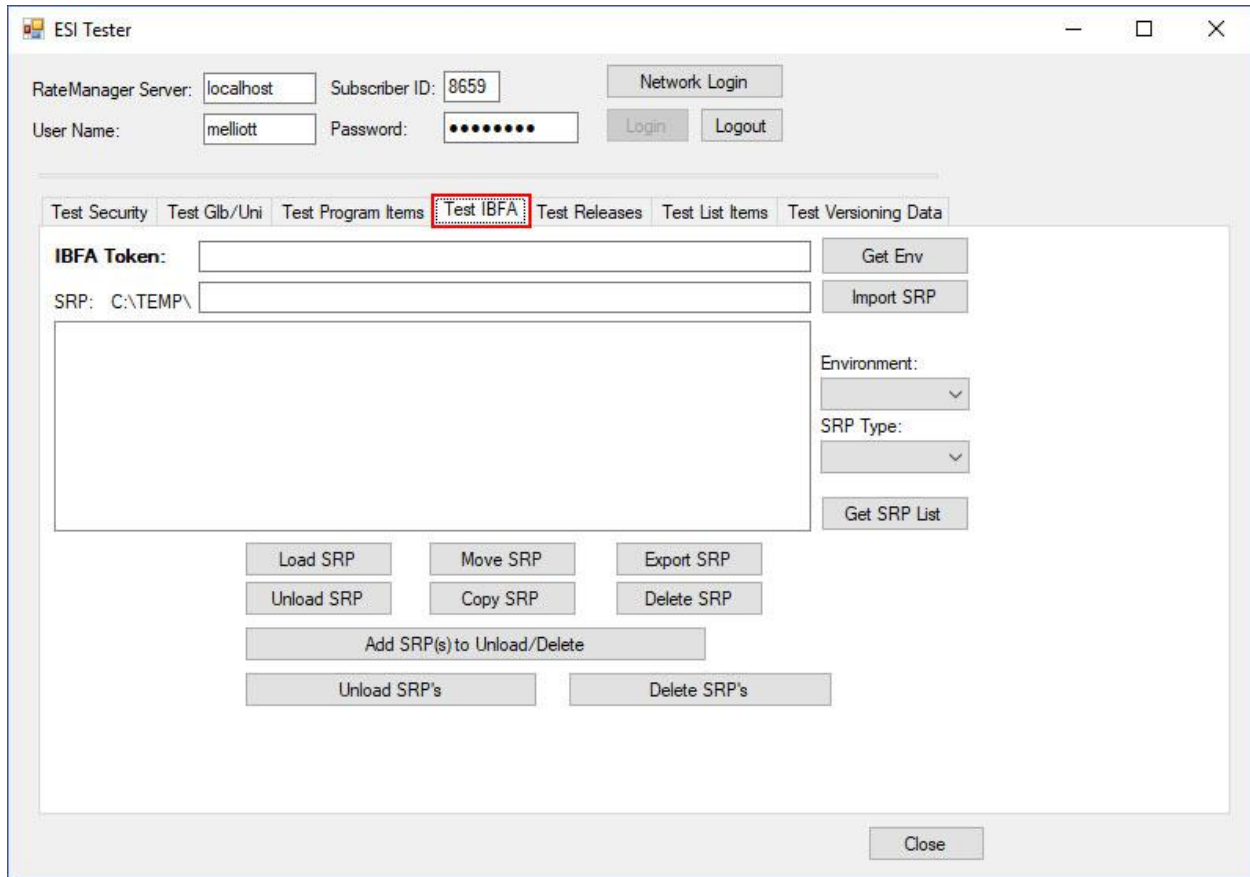 ESI Tester
RateManager Server: localhost Subscriber ID: 8659 Network Login
User Name: melliott Password: ●●●●●●●● Login Logout
Test Security Test Glb/Uni Test Program Items Test IBFA Test Releases Test List Items Test Versioning Data
IBFA Token: Get Env
SRP: C:\TEMP\ Import SRP
Environment:
SRP Type:
Get SRP List
Load SRP Move SRP Export SRP
Unload SRP Copy SRP Delete SRP
Add SRP(s) to Unload/Delete
Unload SRP's Delete SRP's
Close